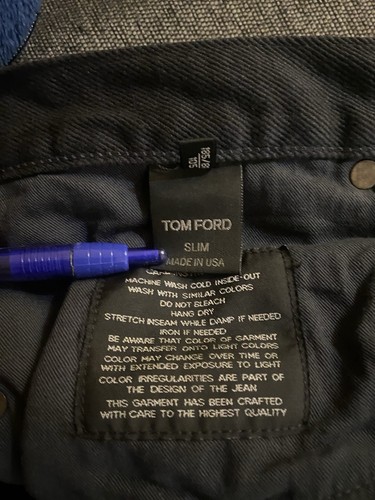 TOM FORD
SLIM
MADE IN USA
MACHINE WASH COLD INSIDE-OUT
WASH WITH SIMILAR COLORS
DO NOT BLEACH
HANG DRY
STRETCH INSEAM WHILE DAMP IF NEEDED
IRON IF NEEDED
BE AWARE THAT COLOR OF GARMENT
MAY TRANSFER ONTO LIGHT COLORS
COLOR MAY CHANGE OVER TIME OR
WITH EXTENDED EXPOSURE TO LIGHT
COLOR IRREGULARITIES ARE PART OF
THE DESIGN OF THE JEAN
THIS GARMENT HAS BEEN CRAFTED
WITH CARE TO THE HIGHEST QUALITY